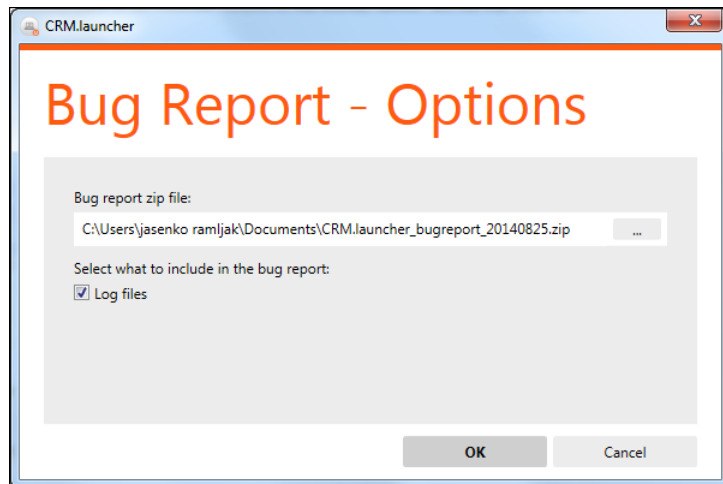 CRM.launcher
x
Bug Report - Options
Bug report zip file:
C:\Users\jasenko ramljak\Documents\CRM.launcher_bugreport_20140825.zip ...
Select what to include in the bug report:
Log files
OK Cancel